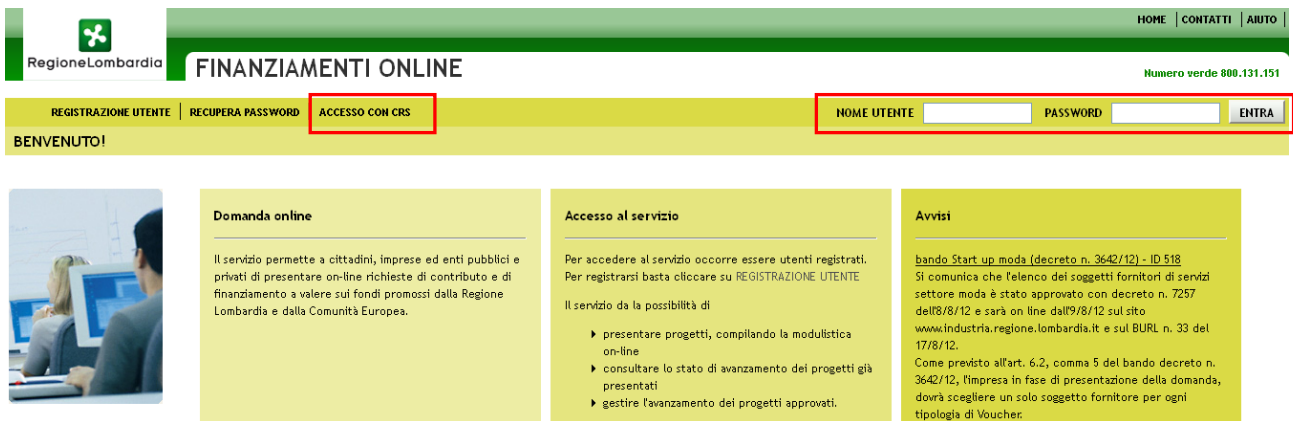 HOME | CONTATTI | AIUTO |
RegioneLombardia
FINANZIAMENTI ONLINE
Numero verde 800.131.151
REGISTRAZIONE UTENTE | RECUPERA PASSWORD ACCESSO CON CRS
NOME UTENTE PASSWORD ENTRA
BENVENUTO!
Domanda online
Il servizio permette a cittadini, imprese ed enti pubblici e
privati di presentare on-line richieste di contributo e di
finanziamento a valere sui fondi promossi dalla Regione
Lombardia e dalla Comunità Europea.
Accesso al servizio
Per accedere al servizio occorre essere utenti registrati.
Per registrarsi basta cliccare su REGISTRAZIONE UTENTE
Il servizio da la possibilità di
presentare progetti, compilando la modulistica
on-line
consultare lo stato di avanzamento dei progetti già
presentati
gestire l'avanzamento dei progetti approvati.
Avvisi
bando Start up moda (decreto n. 3642/12) - ID 518
Si comunica che l'elenco dei soggetti fornitori di servizi
settore moda è stato approvato con decreto n. 7257
dell'8/8/12 e sarà on line dall'9/8/12 sul sito
www.industria.regione.lombardia.it e sul BURL n. 33 del
17/8/12.
Come previsto all'art. 6.2, comma 5 del bando decreto n.
3642/12, l'impresa in fase di presentazione della domanda,
dovrà scegliere un solo soggetto fornitore per ogni
tipologia di Voucher.